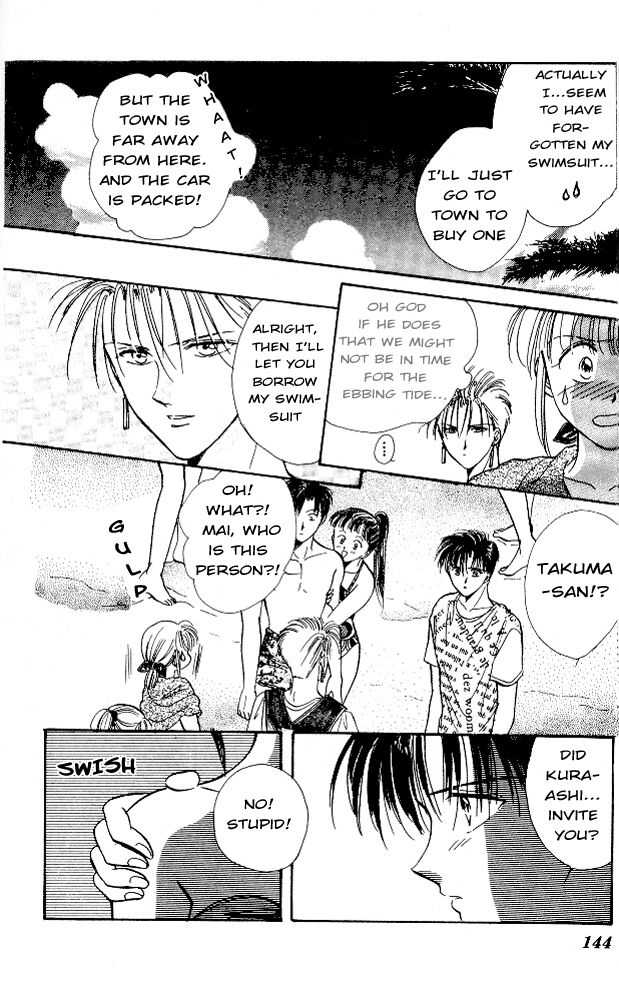 ACTUALLY
I...SEEM
TO HAVE
FOR-
GOTTEN MY
SWIMSUIT...
I'LL JUST
GO TO
TOWN TO
BUY ONE
WHAAT!
BUT THE
TOWN IS
FAR AWAY
FROM HERE.
AND THE CAR
IS PACKED!
OH GOD
IF HE DOES
THAT WE MIGHT
NOT BE IN TIME
FOR THE
EBBING TIDE...
ALRIGHT,
THEN I'LL
LET YOU
BORROW
MY SWIM-
SUIT
TAKUMA
-SAN!?
OH!
WHAT?!
MAI, WHO
IS THIS
PERSON?!
GULP
DID
KURA-
ASHI...
INVITE
YOU?
SWISH
NO!
STUPID!
144